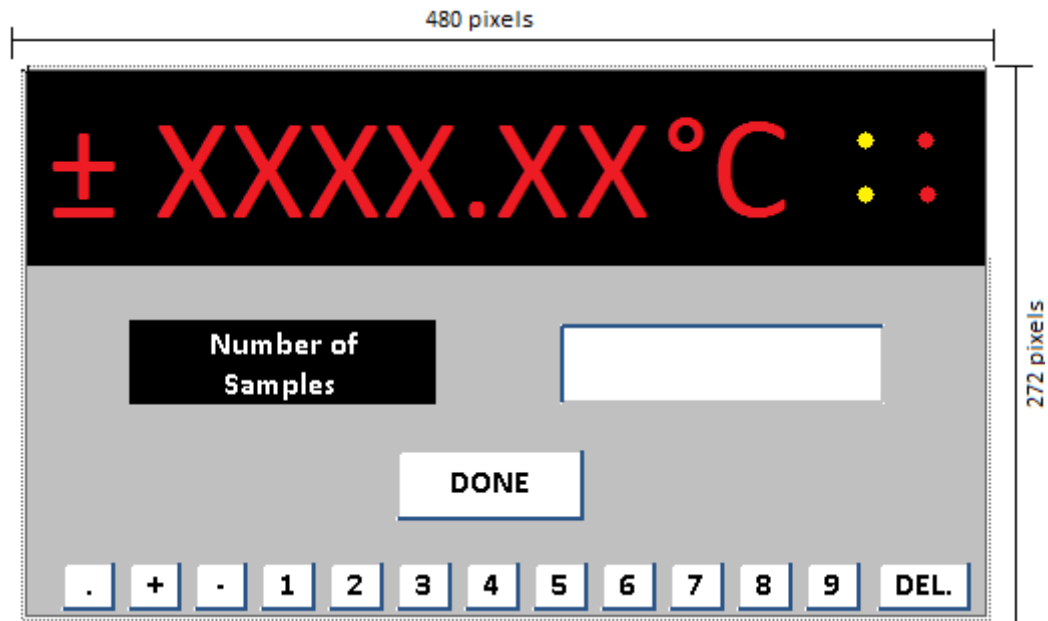 480 pixels
± XXXX.XX°C
272 pixels
Number of
Samples
DONE
. + - 1 2 3 4 5 6 7 8 9 DEL.